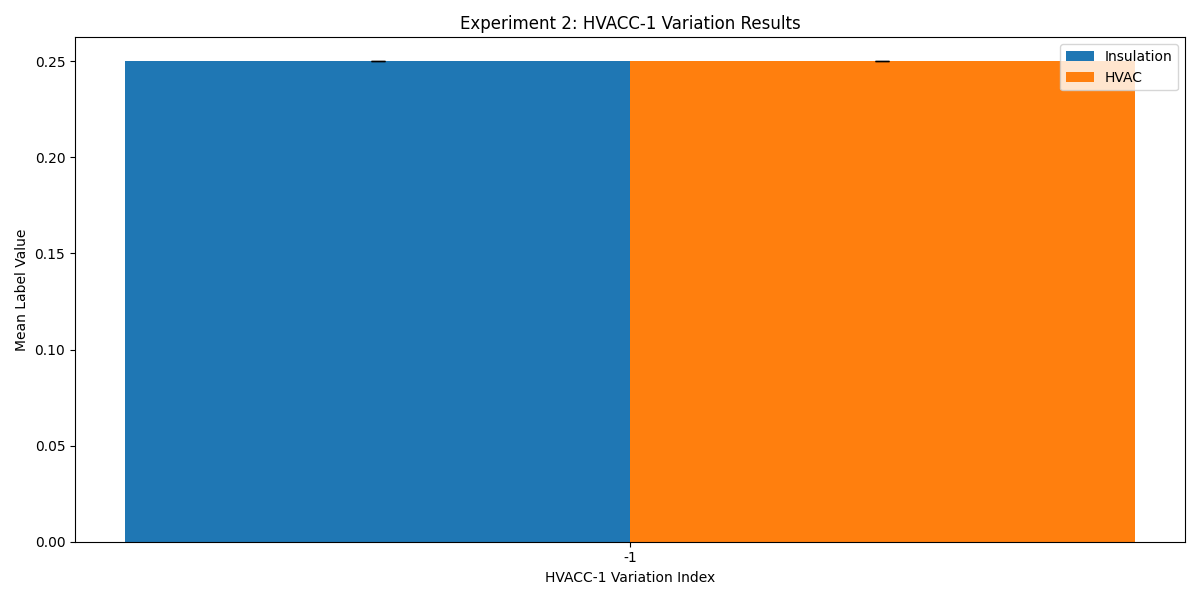 Experiment 2: HVACC-1 Variation Results
Insulation
HVAC
Mean Label Value
0.25
0.20
0.15
0.10
0.05
0.00
-1
HVACC-1 Variation Index